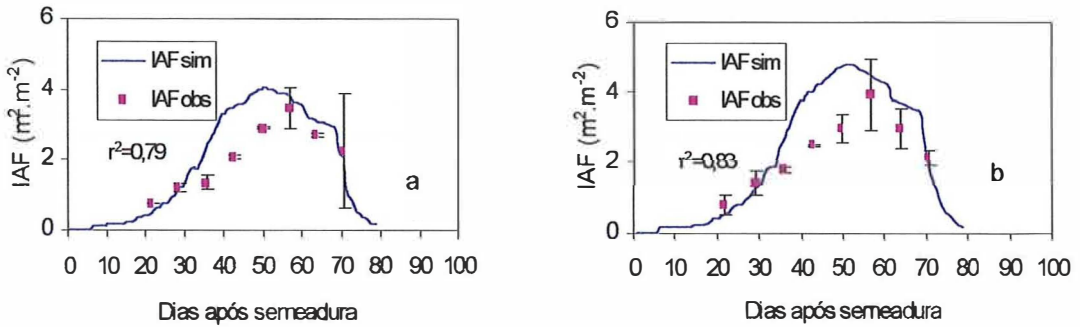 6
4
2
0
IAF (m².m⁻²)
IAFsim
IAFobs
r²=0,79
a
0 10 20 30 40 50 60 70 80 90 100
Dias após semeadura
6
4
2
0
IAF (m².m⁻²)
IAFsim
IAFobs
r²=0,83
b
0 10 20 30 40 50 60 70 80 90 100
Dias após semeadura